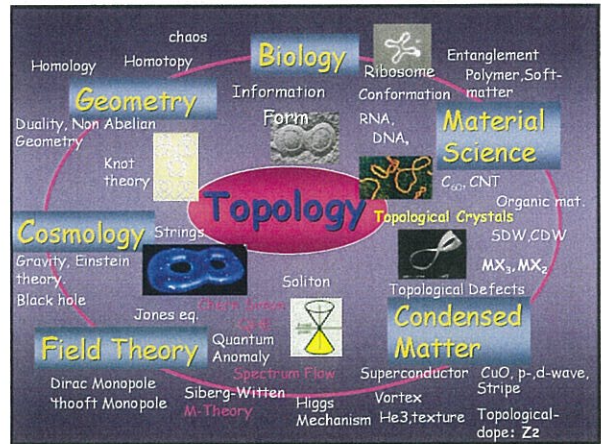 chaos
Homology
Homotopy
Biology
Ribosome
Entanglement
Polymer,Soft-
matter
Geometry
Information
Conformation
Form
RNA,
DNA,
Material
Science
Duality, Non Abelian
Geometry
Knot
theory
C60, CNT
Organic mat.
Topology
Topological Crystals
SDW,CDW
MX3,MX2
Cosmology
Strings
Gravity, Einstein
theory
Black hole
Soliton
Topological Defects
Jones eq.
Condensed
Matter
Field Theory
Quantum
Anomaly
Spectrum Flow
Superconductor
CuO, p-,d-wave,
Stripe
Dirac Monopole
'thooft Monopole
Siberg-Witten
M-Theory
Higgs
Mechanism
Vortex
He3,texture
Topological-
dope: Z2